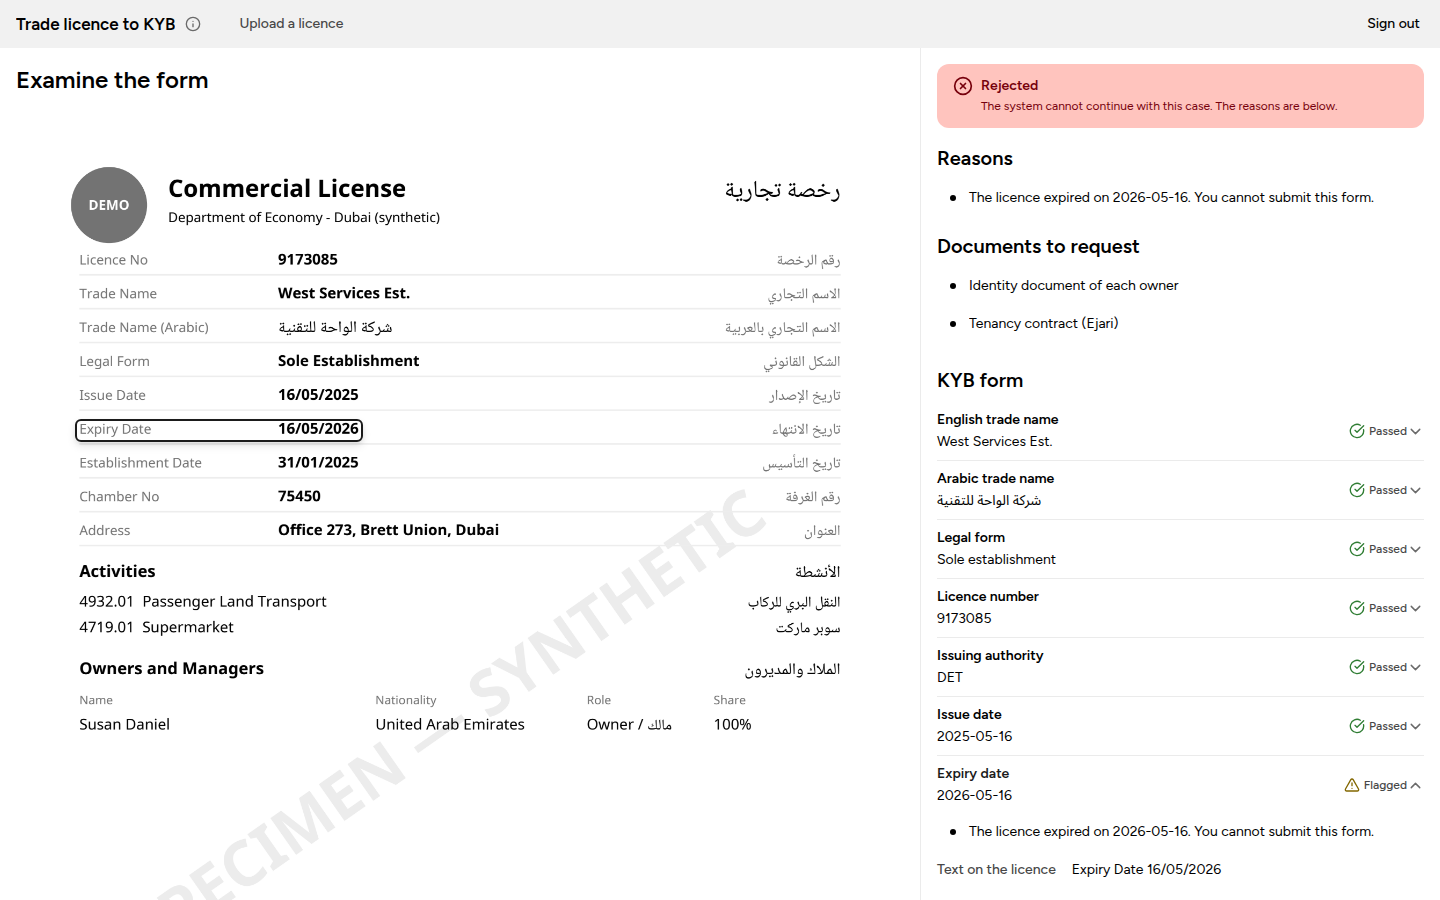 Trade licence to KYB
Upload a licence
Sign out
Examine the form
DEMO
Commercial License
رخصة تجارية
Department of Economy - Dubai (synthetic)
Licence No 9173085 رقم الرخصة
Trade Name West Services Est. الاسم التجاري
Trade Name (Arabic) شركة الواحة للتقنية الاسم التجاري بالعربية
Legal Form Sole Establishment الشكل القانوني
Issue Date 16/05/2025 تاريخ الإصدار
Expiry Date 16/05/2026 تاريخ الانتهاء
Establishment Date 31/01/2025 تاريخ التأسيس
Chamber No 75450 رقم الغرفة
Address Office 273, Brett Union, Dubai العنوان
Activities الأنشطة
4932.01 Passenger Land Transport النقل البري للركاب
4719.01 Supermarket سوبر ماركت
Owners and Managers الملاك والمديرون
Name Nationality Role Share
Susan Daniel United Arab Emirates Owner / مالك 100%
PECIMEN — SYNTHETIC
Rejected
The system cannot continue with this case. The reasons are below.
Reasons
The licence expired on 2026-05-16. You cannot submit this form.
Documents to request
Identity document of each owner
Tenancy contract (Ejari)
KYB form
English trade name
West Services Est.
Passed
Arabic trade name
شركة الواحة للتقنية
Passed
Legal form
Sole establishment
Passed
Licence number
9173085
Passed
Issuing authority
DET
Passed
Issue date
2025-05-16
Passed
Expiry date
2026-05-16
Flagged
The licence expired on 2026-05-16. You cannot submit this form.
Text on the licence Expiry Date 16/05/2026